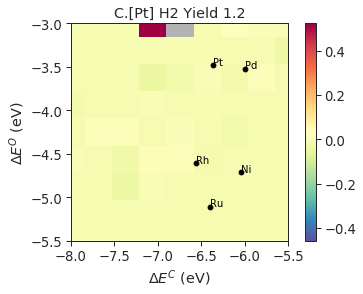 C.[Pt] H2 Yield 1.2
−3.0
−3.5
−4.0
−4.5
−5.0
−5.5
ΔE^O (eV)
Pt
Pd
Rh
Ni
Ru
−8.0 −7.5 −7.0 −6.5 −6.0 −5.5
ΔE^C (eV)
0.4
0.2
0.0
−0.2
−0.4